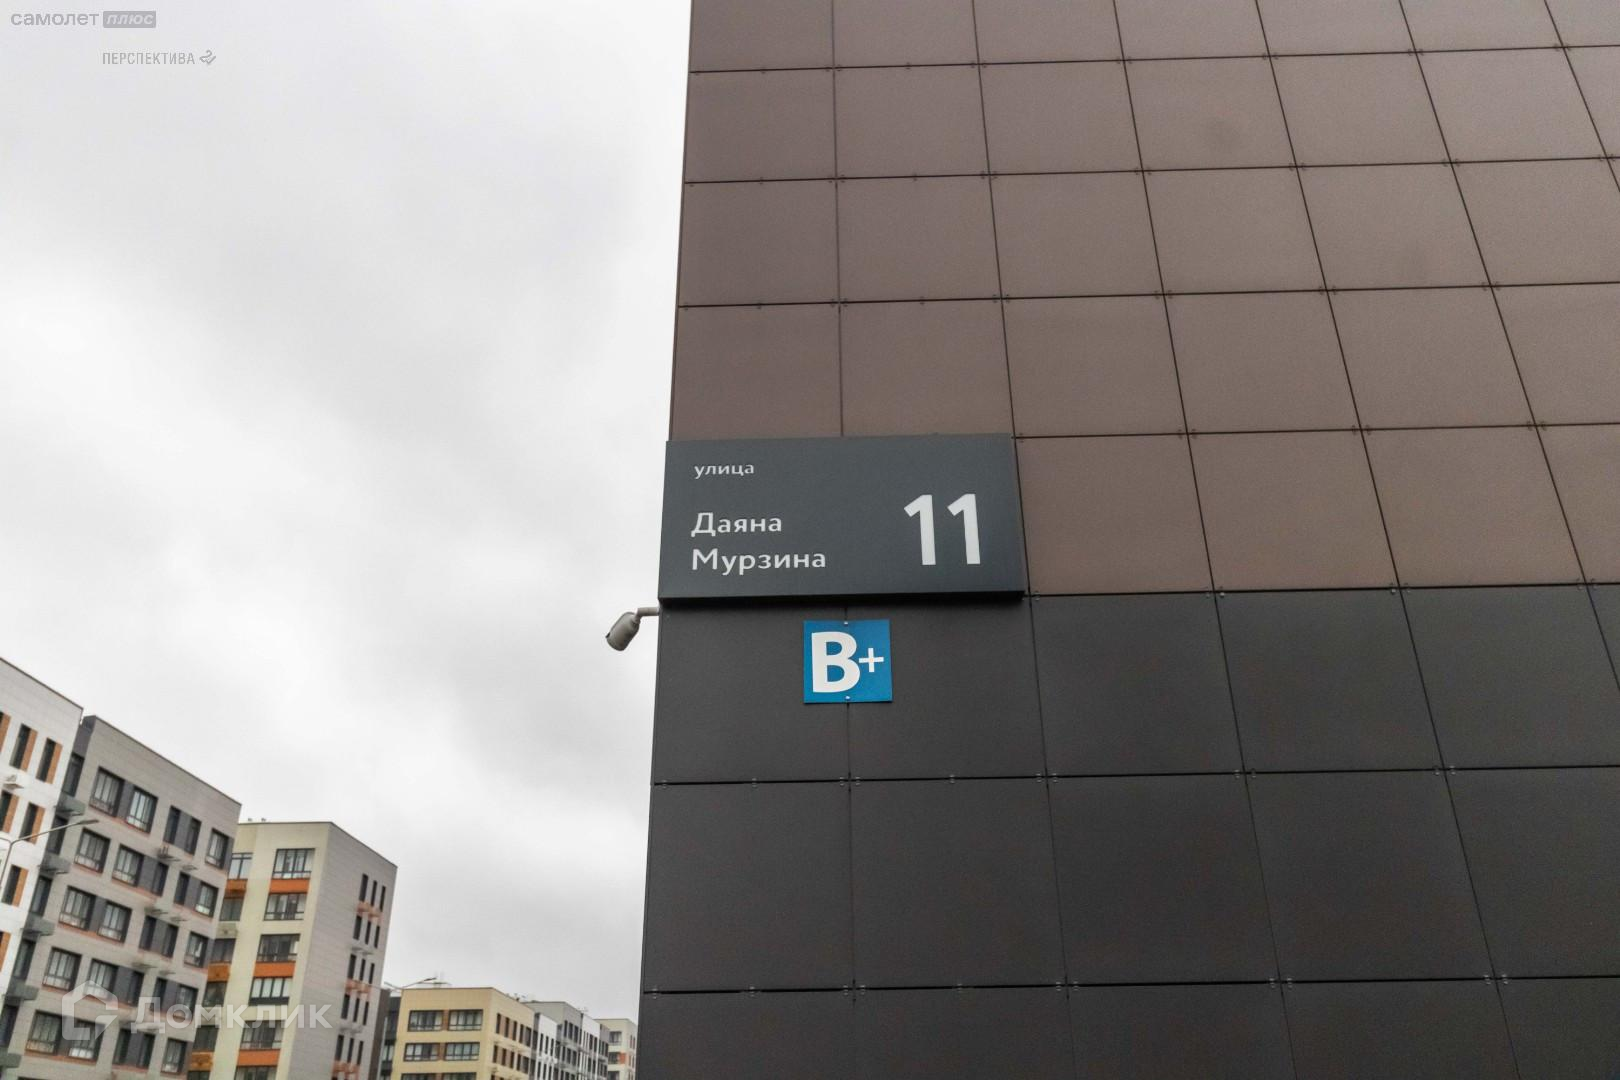 самолет плюс
ПЕРСПЕКТИВА
улица
Даяна
Мурзина
11
B+
Домклик